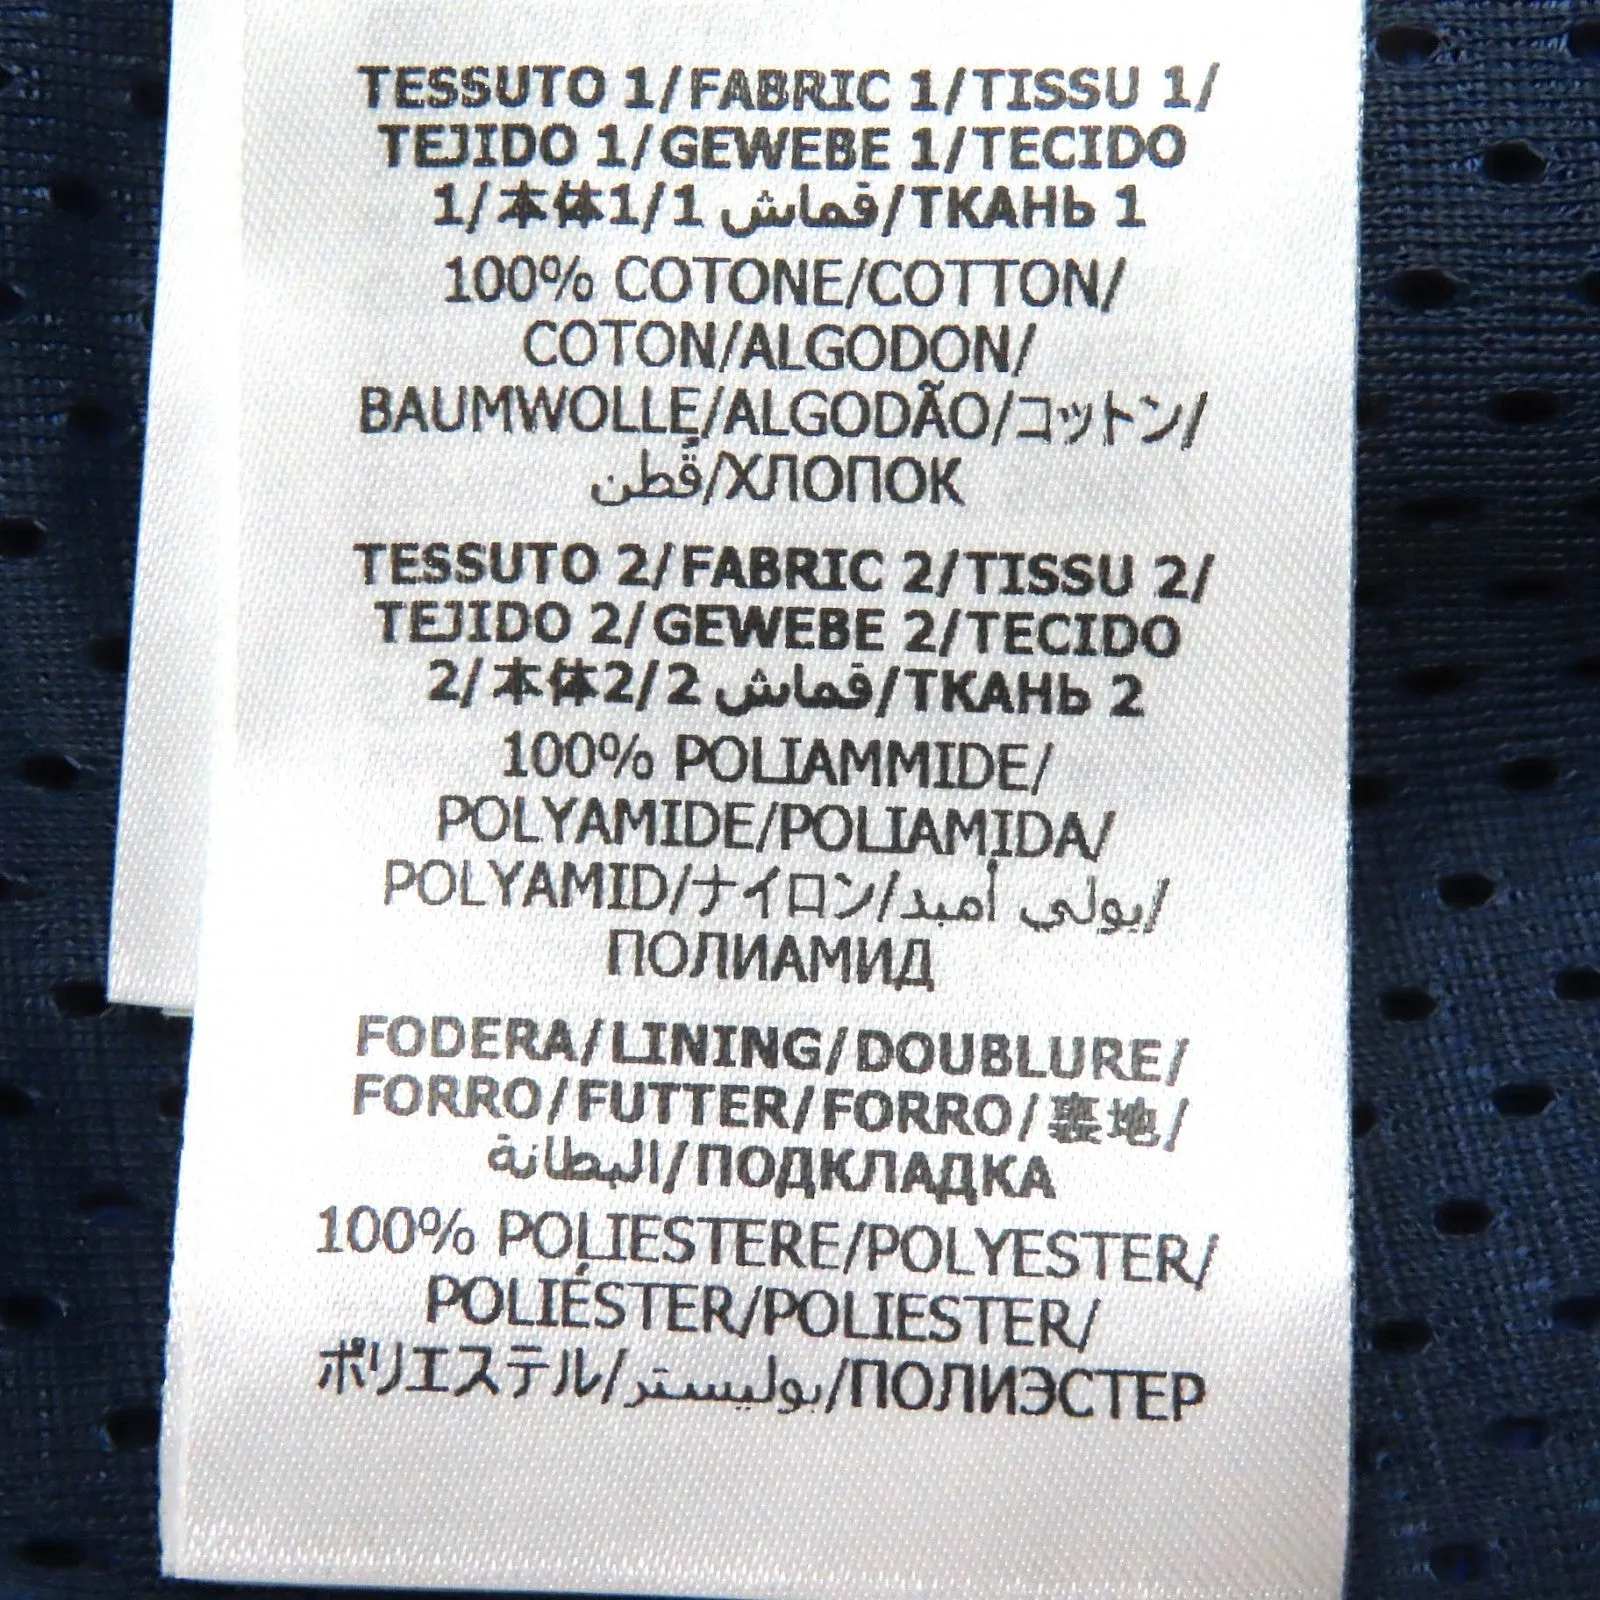 TESSUTO 1/FABRIC 1/TISSU 1/
TEJIDO 1/GEWEBE 1/TECIDO
1/本体1/1 قماش/ТКАНЬ 1
100% COTONE/COTTON/
COTON/ALGODON/
BAUMWOLLE/ALGODÃO/コットン/
قُطن/ХЛОПОК
TESSUTO 2/FABRIC 2/TISSU 2/
TEJIDO 2/GEWEBE 2/TECIDO
2/本体2/2 قماش/ТКАНЬ 2
100% POLIAMMIDE/
POLYAMIDE/POLIAMIDA/
POLYAMID/ナイロン/بولي أميد/
ПОЛИАМИД
FODERA/LINING/DOUBLURE/
FORRO/FUTTER/FORRO/裏地/
البطانة/ПОДКЛАДКА
100% POLIESTERE/POLYESTER/
POLIÉSTER/POLIESTER/
ポリエステル/بوليستر/ПОЛИЭСТЕР